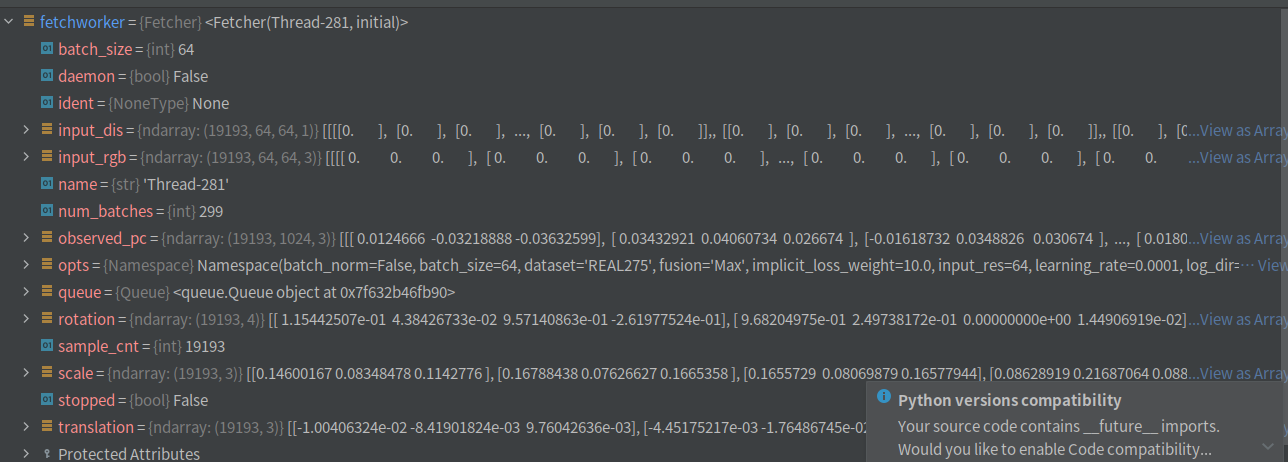 fetchworker = {Fetcher} <Fetcher(Thread-281, initial)>
01 batch_size = {int} 64
01 daemon = {bool} False
01 ident = {NoneType} None
input_dis = {ndarray: (19193, 64, 64, 1)} [[[[0. ], [0. ], [0. ], ..., [0. ], [0. ], [0. ]],, [[0. ], [0. ], [0. ], ..., [0. ], [0. ], [0. ]],, [[0. ], [0 ...View as Array
input_rgb = {ndarray: (19193, 64, 64, 3)} [[[[ 0. 0. 0. ], [ 0. 0. 0. ], [ 0. 0. 0. ], ..., [ 0. 0. 0. ], [ 0. 0. 0. ], [ 0. 0. ...View as Array
01 name = {str} 'Thread-281'
01 num_batches = {int} 299
observed_pc = {ndarray: (19193, 1024, 3)} [[[ 0.0124666 -0.03218888 -0.03632599], [ 0.03432921 0.04060734 0.026674 ], [-0.01618732 0.0348826 0.030674 ], ..., [ 0.0180 ...View as Array
opts = {Namespace} Namespace(batch_norm=False, batch_size=64, dataset='REAL275', fusion='Max', implicit_loss_weight=10.0, input_res=64, learning_rate=0.0001, log_dir= ... View
queue = {Queue} <queue.Queue object at 0x7f632b46fb90>
rotation = {ndarray: (19193, 4)} [[ 1.15442507e-01 4.38426733e-02 9.57140863e-01 -2.61977524e-01], [ 9.68204975e-01 2.49738172e-01 0.00000000e+00 1.44906919e-02] ...View as Array
01 sample_cnt = {int} 19193
scale = {ndarray: (19193, 3)} [[0.14600167 0.08348478 0.1142776 ], [0.16788438 0.07626627 0.1665358 ], [0.1655729 0.08069879 0.16577944], [0.08628919 0.21687064 0.088 ...View as Array
01 stopped = {bool} False
translation = {ndarray: (19193, 3)} [[-1.00406324e-02 -8.41901824e-03 9.76042636e-03], [-4.45175217e-03 -1.76486745e-02
Protected Attributes
Python versions compatibility
Your source code contains __future__ imports.
Would you like to enable Code compatibility...